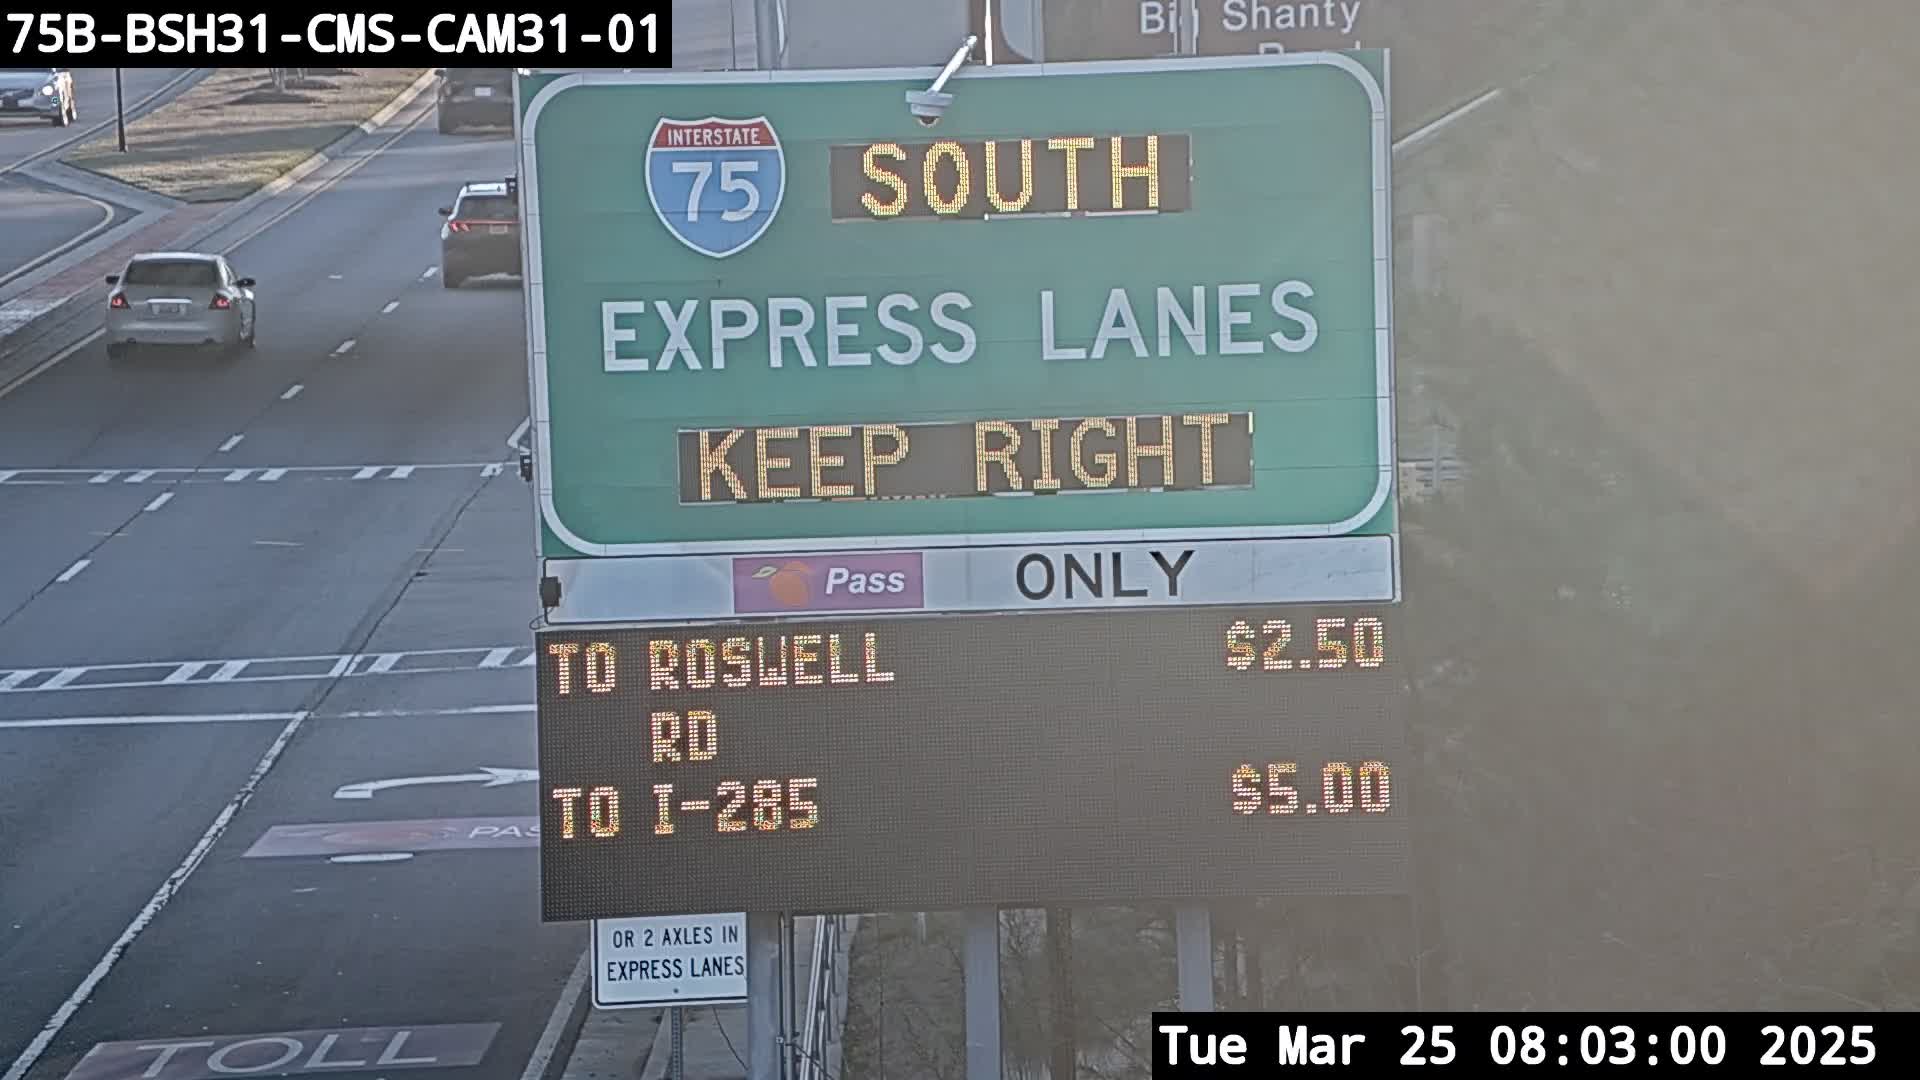 75B-BSH31-CMS-CAM31-01
Big Shanty
INTERSTATE
75
SOUTH
EXPRESS LANES
KEEP RIGHT
Pass
ONLY
TO ROSWELL $2.50
RD
TO I-285 $5.00
PAS
OR 2 AXLES IN
EXPRESS LANES
TOLL
Tue Mar 25 08:03:00 2025